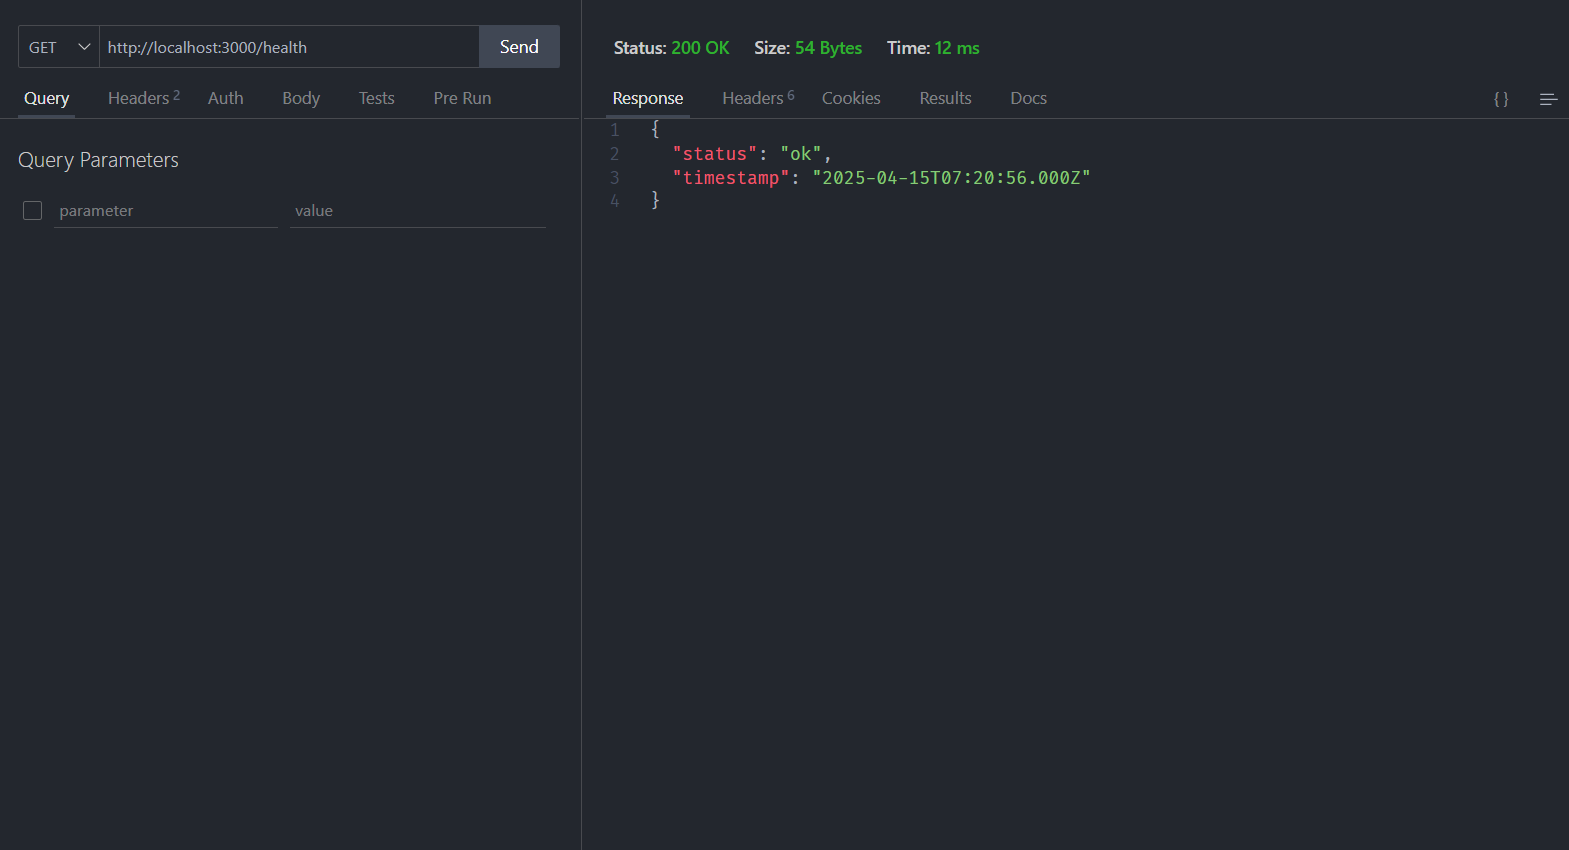 GET http://localhost:3000/health Send
Query Headers 2 Auth Body Tests Pre Run
Query Parameters
parameter value
Status: 200 OK Size: 54 Bytes Time: 12 ms
Response Headers 6 Cookies Results Docs { }
1 {
2 "status": "ok",
3 "timestamp": "2025-04-15T07:20:56.000Z"
4 }